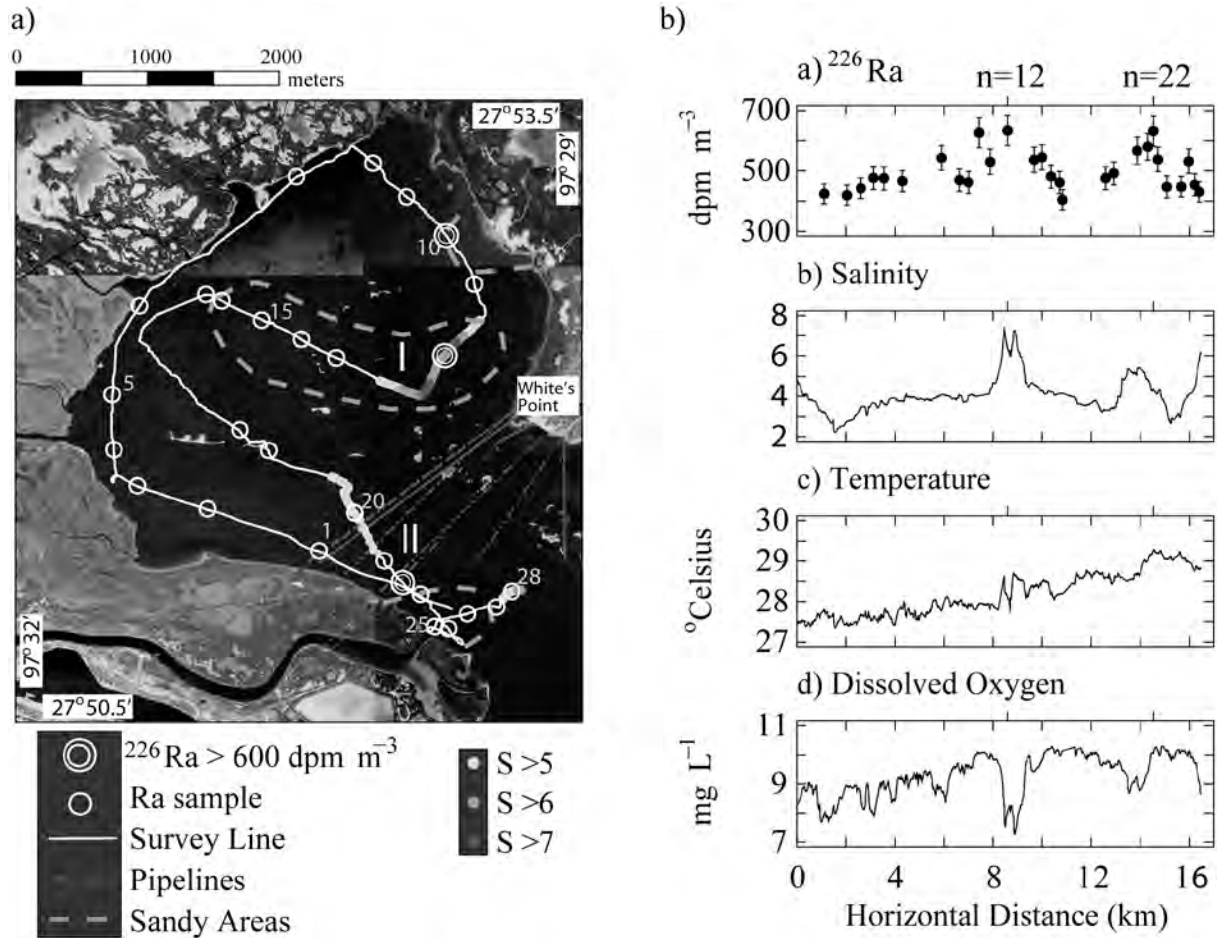 a)
0 1000 2000
meters
27°53.5'
97°29'
10
15
5
I
White's
Point
20
1
II
28
25
97°32'
27°50.5'
²²⁶Ra > 600 dpm m⁻³
Ra sample
Survey Line
Pipelines
Sandy Areas
S >5
S >6
S >7
b)
a) ²²⁶Ra n=12 n=22
700
500
300
dpm m⁻³
b) Salinity
8
6
4
2
c) Temperature
30
29
28
27
°Celsius
d) Dissolved Oxygen
11
9
7
mg L⁻¹
0 4 8 12 16
Horizontal Distance (km)